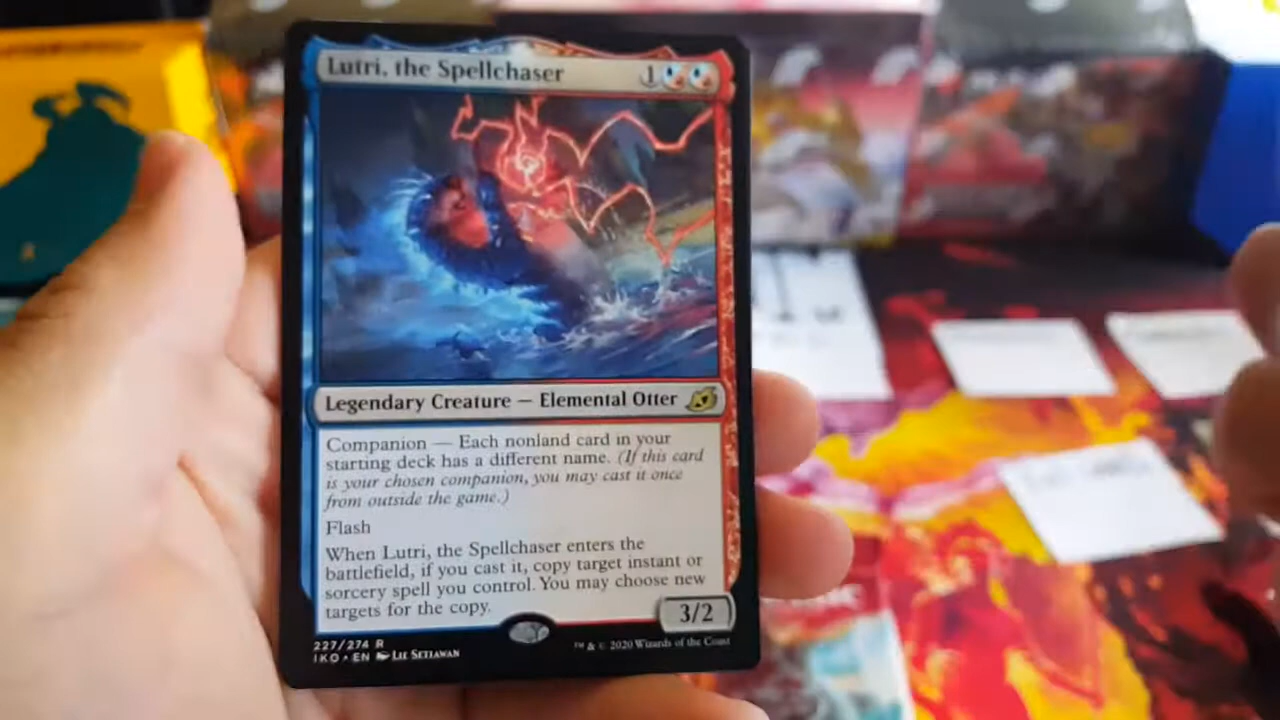 Lutri, the Spellchaser 1
Legendary Creature — Elemental Otter
Companion — Each nonland card in your
starting deck has a different name. (If this card
is your chosen companion, you may cast it once
from outside the game.)
Flash
When Lutri, the Spellchaser enters the
battlefield, if you cast it, copy target instant or
sorcery spell you control. You may choose new
targets for the copy.
3/2
227/274 R
IKO • EN Lie Setiawan
™ & © 2020 Wizards of the Coast